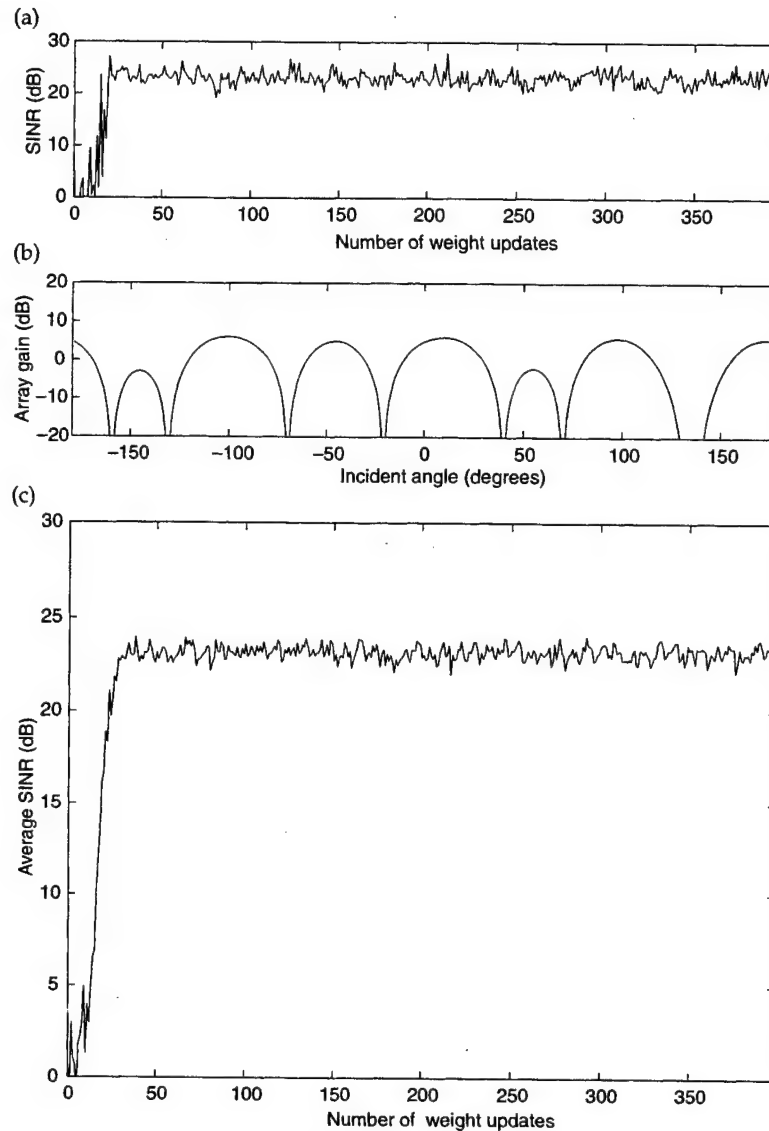 (a)
30
20
10
0
SINR (dB)
0 50 100 150 200 250 300 350
Number of weight updates
(b)
20
10
0
−10
−20
Array gain (dB)
−150 −100 −50 0 50 100 150
Incident angle (degrees)
(c)
30
25
20
15
10
5
0
Average SINR (dB)
0 50 100 150 200 250 300 350
Number of weight updates